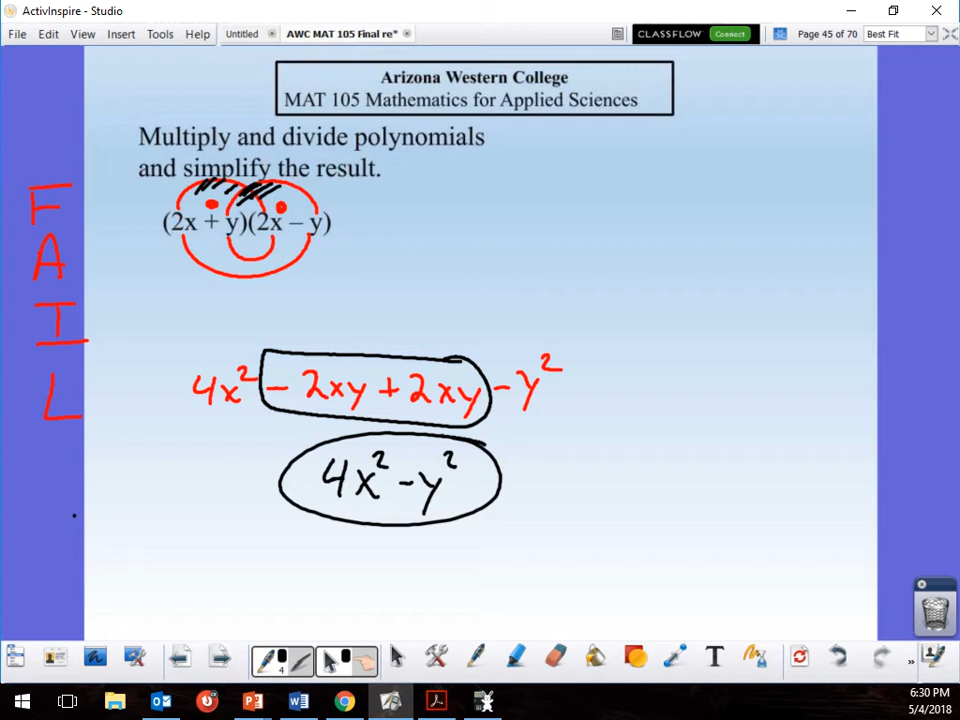 ActivInspire - Studio
File Edit View Insert Tools Help
Untitled
AWC MAT 105 Final re*
CLASSFLOW Connect
Page 45 of 70
Best Fit
Arizona Western College
MAT 105 Mathematics for Applied Sciences
Multiply and divide polynomials
and simplify the result.
(2x + y)(2x – y)
F
A
I
L
4x² - 2xy + 2xy - y²
4x² - y²
4
T
»
6:30 PM
5/4/2018